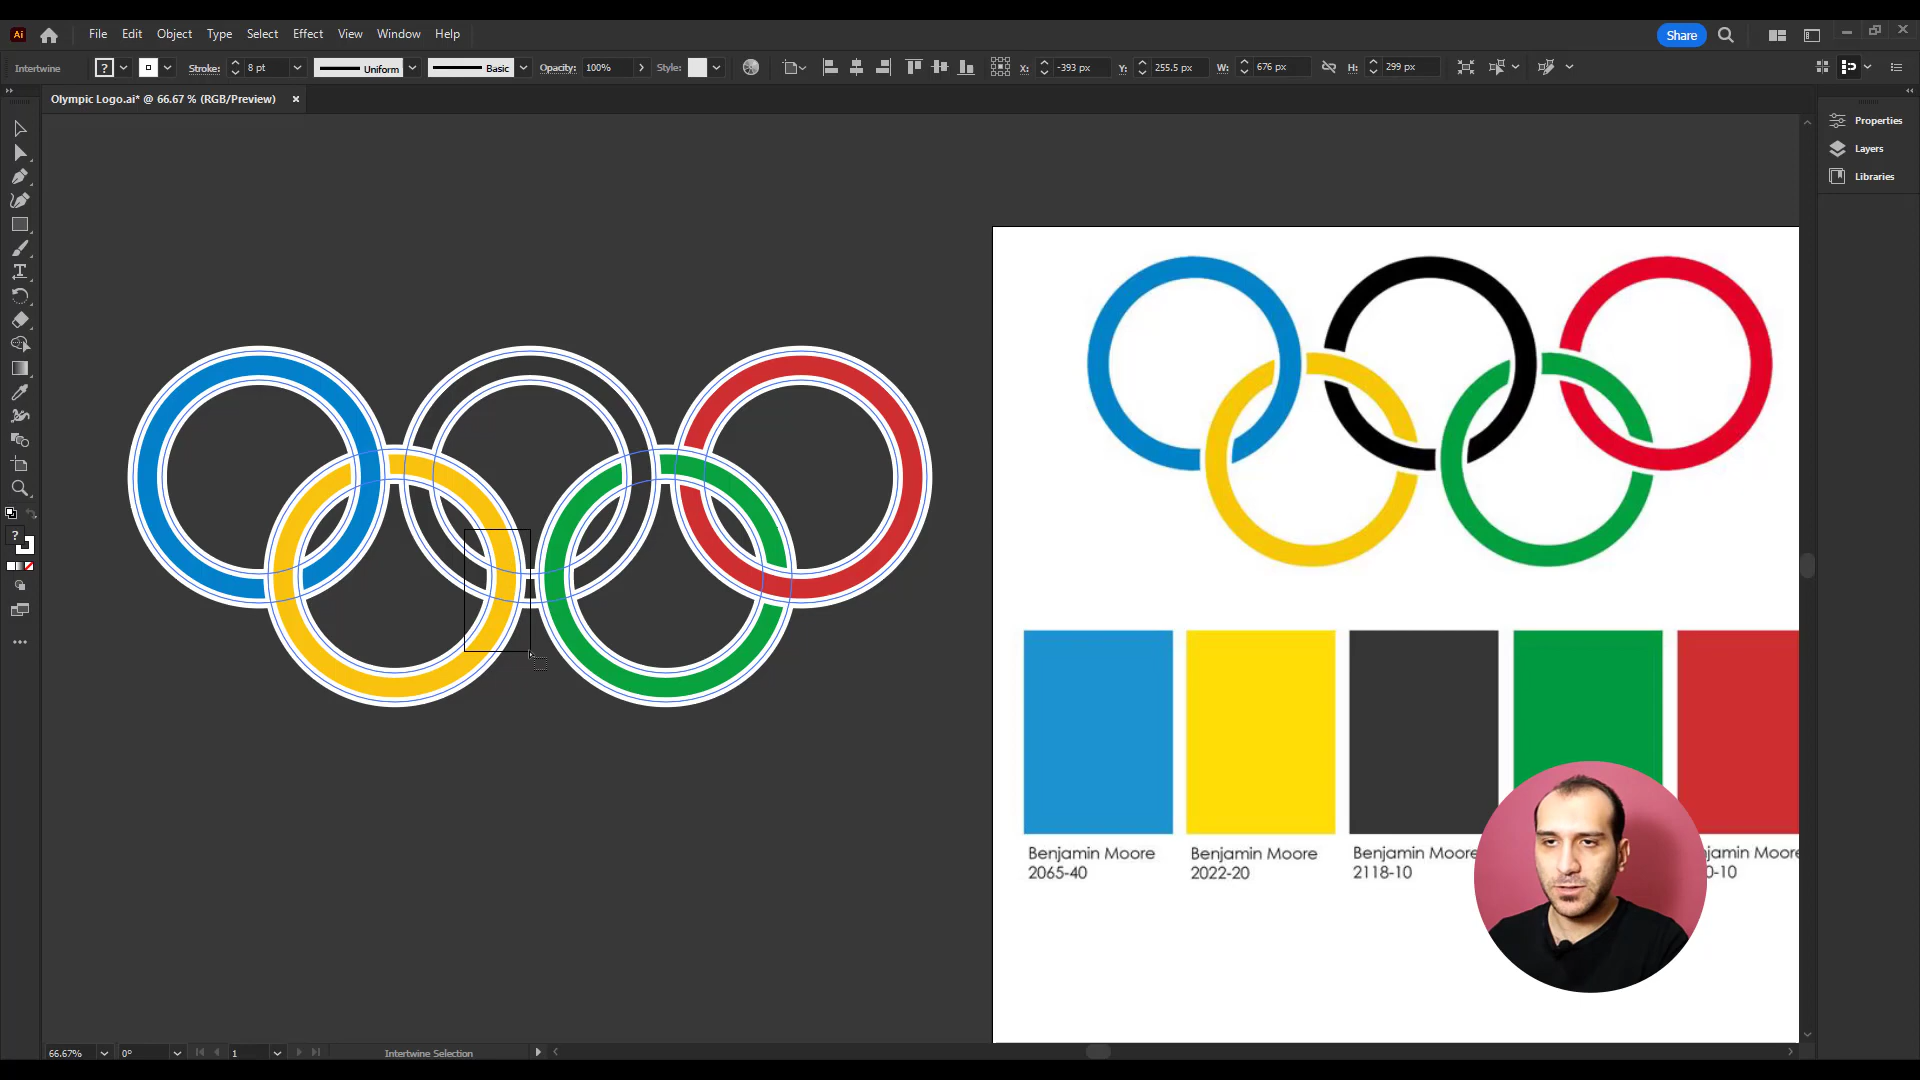 Ai File Edit Object Type Select Effect View Window Help Share
Intertwine ? Stroke: 8 pt Uniform Basic Opacity: 100% Style: X: -393 px Y: 255.5 px W: 676 px H: 299 px
Olympic Logo.ai* @ 66.67 % (RGB/Preview) ×
Properties
Layers
Libraries
?
Benjamin Moore
2065-40
Benjamin Moore
2022-20
Benjamin Moore
2118-10
jamin Moore
0-10
66.67% 0° 1 Intertwine Selection